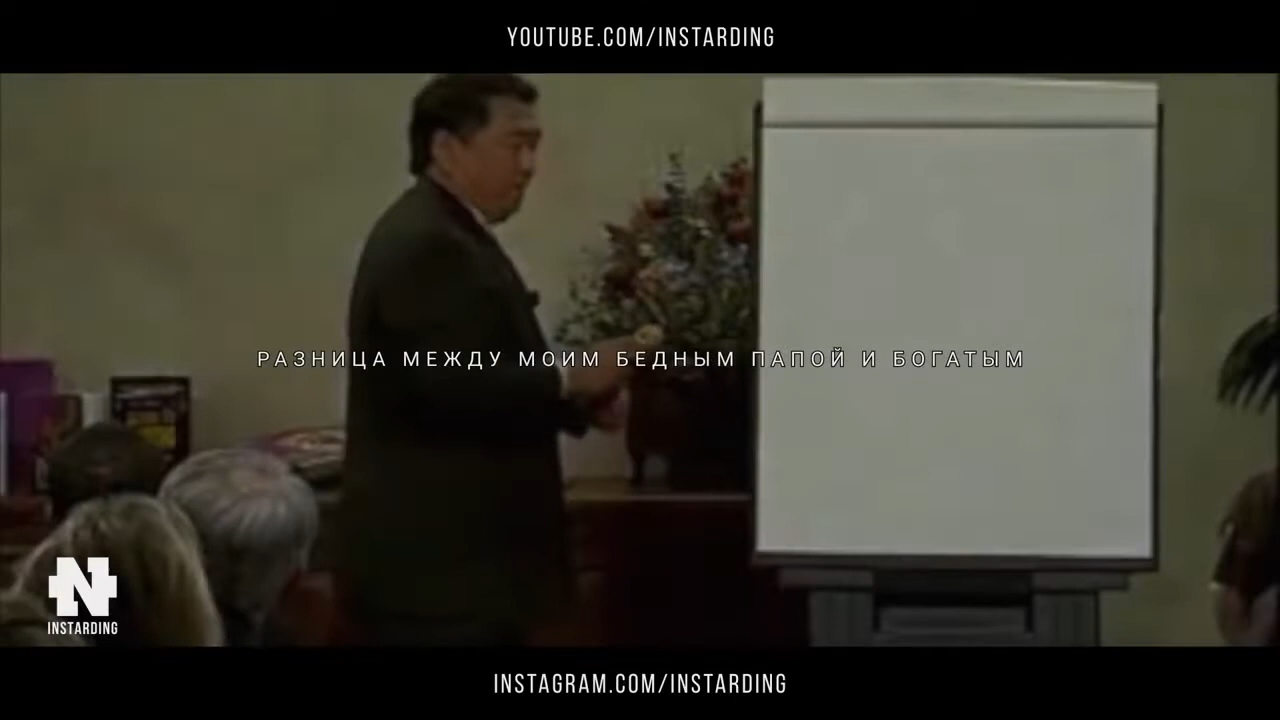 YOUTUBE.COM/INSTARDING
РАЗНИЦА МЕЖДУ МОИМ БЕДНЫМ ПАПОЙ И БОГАТЫМ
INSTARDING
INSTAGRAM.COM/INSTARDING